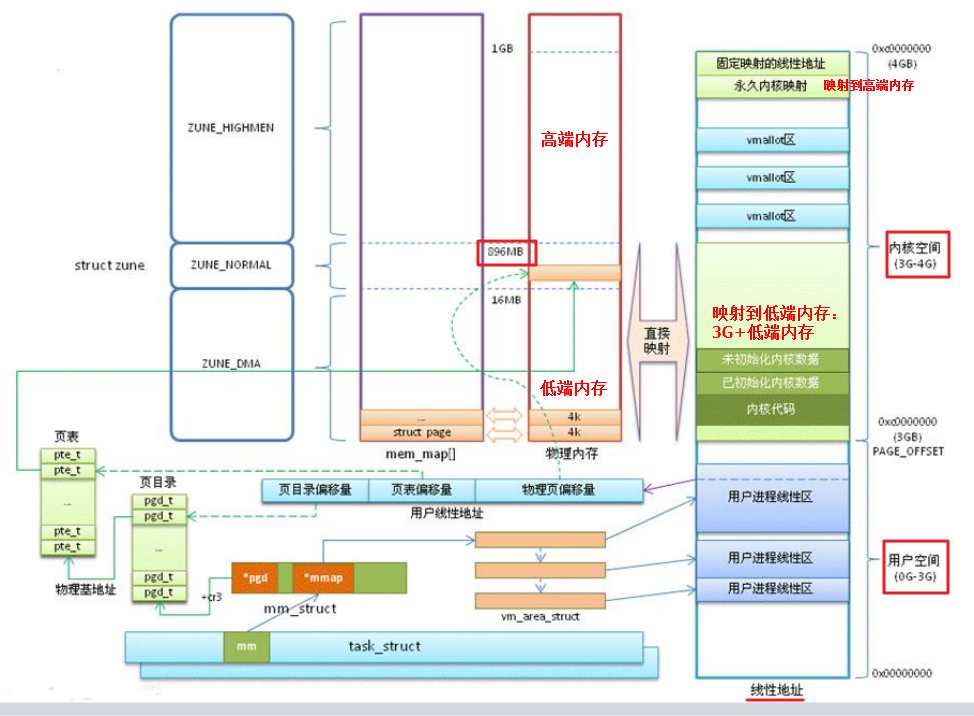 1GB
0xd0000000
(4GB)
固定映射的线性地址
永久内核映射
映射到高端内存
ZUNE_HIGHMEN
高端内存
vmallot区
vmallot区
vmallot区
896MB
内核空间
(3G-4G)
struct zune
ZUNE_NORMAL
16MB
直接
映射
映射到低端内存:
3G+低端内存
未初始化内核数据
已初始化内核数据
内核代码
ZUNE_DMA
低端内存
...
4k
struct page
4k
mem_map[]
物理内存
0xd0000000
(3GB)
PAGE_OFFSET
页表
pte_t
pte_t
...
pte_t
pte_t
页目录
pgd_t
pgd_t
...
pgd_t
pgd_t
页目录偏移量
页表偏移量
物理页偏移量
用户线性地址
用户进程线性区
用户进程线性区
用户进程线性区
用户空间
(0G-3G)
物理基地址
+cr3
*pgd
*mmap
mm_struct
vm_area_struct
mm
task_struct
0x00000000
线性地址